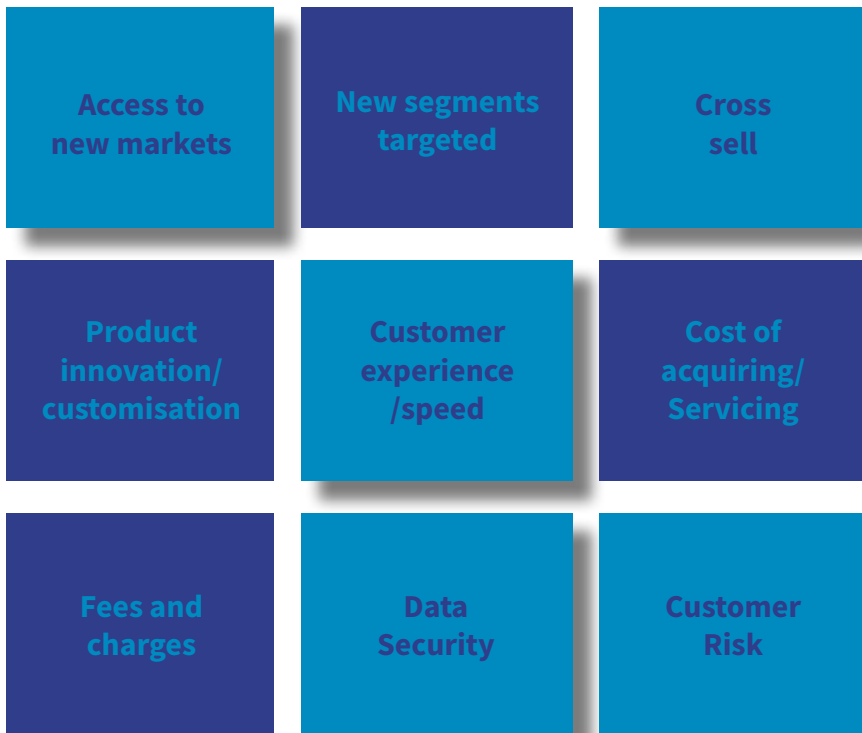 Access to
new markets
New segments
targeted
Cross
sell
Product
innovation/
customisation
Customer
experience
/speed
Cost of
acquiring/
Servicing
Fees and
charges
Data
Security
Customer
Risk